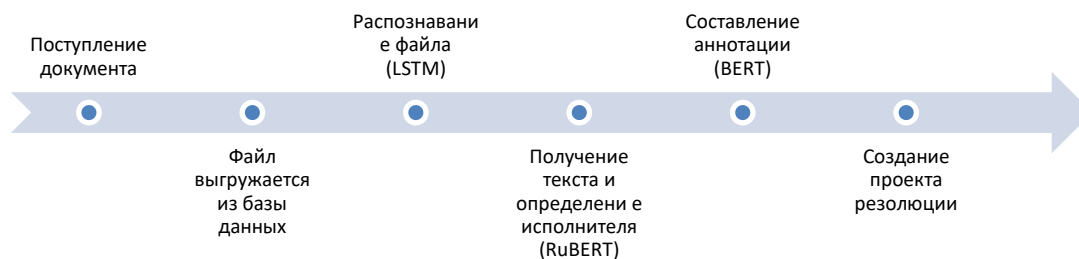 Поступление
документа
Файл
выгружается
из базы
данных
Распознавани
е файла
(LSTM)
Получение
текста и
определени е
исполнителя
(RuBERT)
Составление
аннотации
(BERT)
Создание
проекта
резолюции